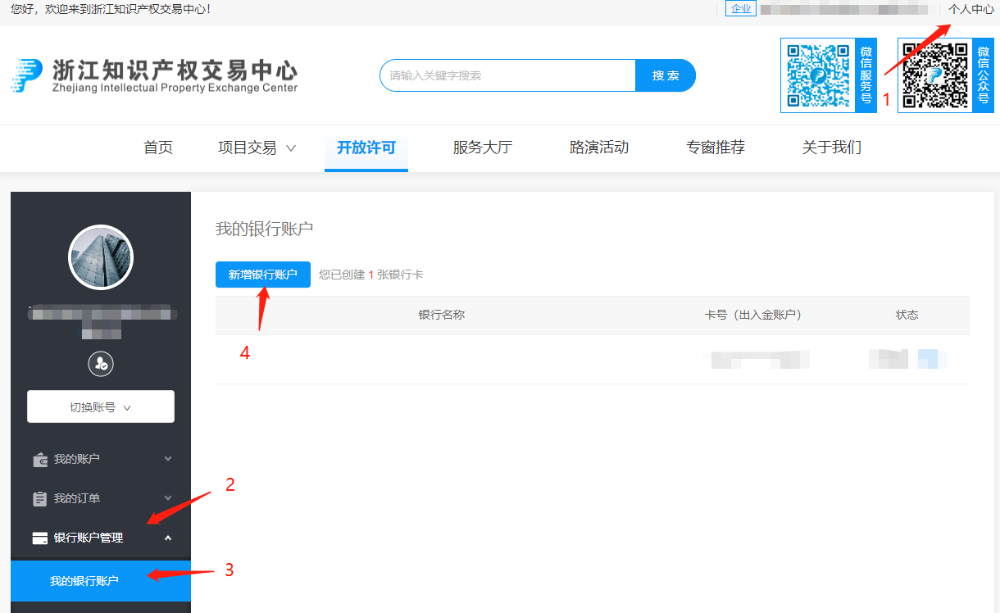 您好，欢迎来到浙江知识产权交易中心！
企业
个人中心
浙江知识产权交易中心
Zhejiang Intellectual Property Exchange Center
请输入关键字搜索
搜 索
微信服务号
微信公众号
1
首页
项目交易
开放许可
服务大厅
路演活动
专窗推荐
关于我们
我的银行账户
新增银行账户
您已创建 1 张银行卡
银行名称
卡号（出入金账户）
状态
4
切换账号
我的账户
我的订单
2
银行账户管理
3
我的银行账户